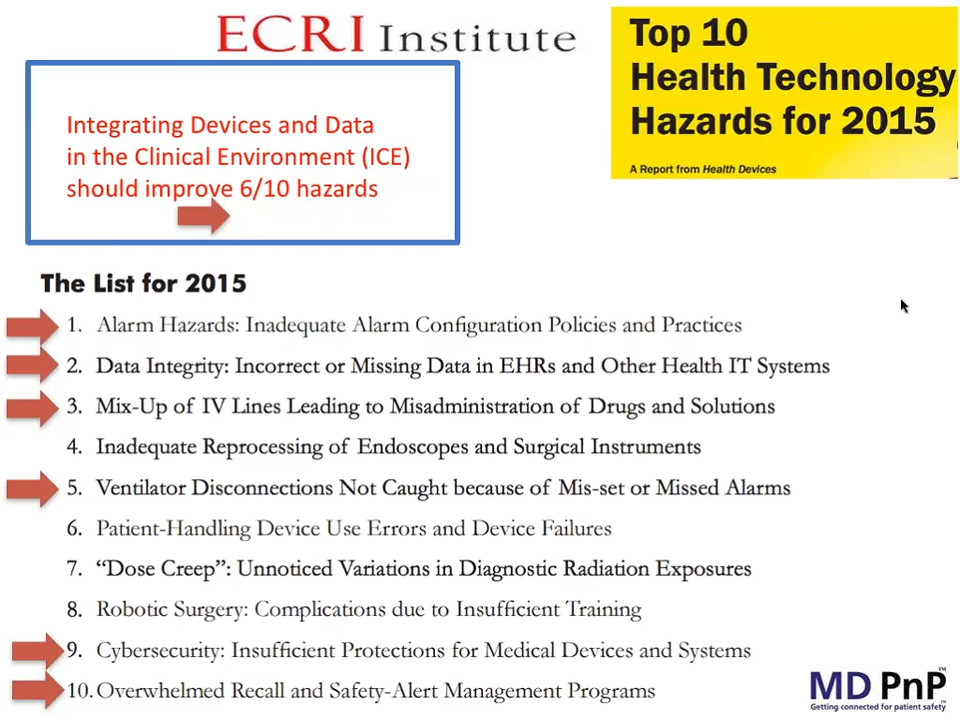 ECRI Institute
Top 10
Health Technology
Hazards for 2015
A Report from Health Devices
Integrating Devices and Data
in the Clinical Environment (ICE)
should improve 6/10 hazards
The List for 2015
1. Alarm Hazards: Inadequate Alarm Configuration Policies and Practices
2. Data Integrity: Incorrect or Missing Data in EHRs and Other Health IT Systems
3. Mix-Up of IV Lines Leading to Misadministration of Drugs and Solutions
4. Inadequate Reprocessing of Endoscopes and Surgical Instruments
5. Ventilator Disconnections Not Caught because of Mis-set or Missed Alarms
6. Patient-Handling Device Use Errors and Device Failures
7. “Dose Creep”: Unnoticed Variations in Diagnostic Radiation Exposures
8. Robotic Surgery: Complications due to Insufficient Training
9. Cybersecurity: Insufficient Protections for Medical Devices and Systems
10. Overwhelmed Recall and Safety-Alert Management Programs
MD PnP™
Getting connected for patient safety™